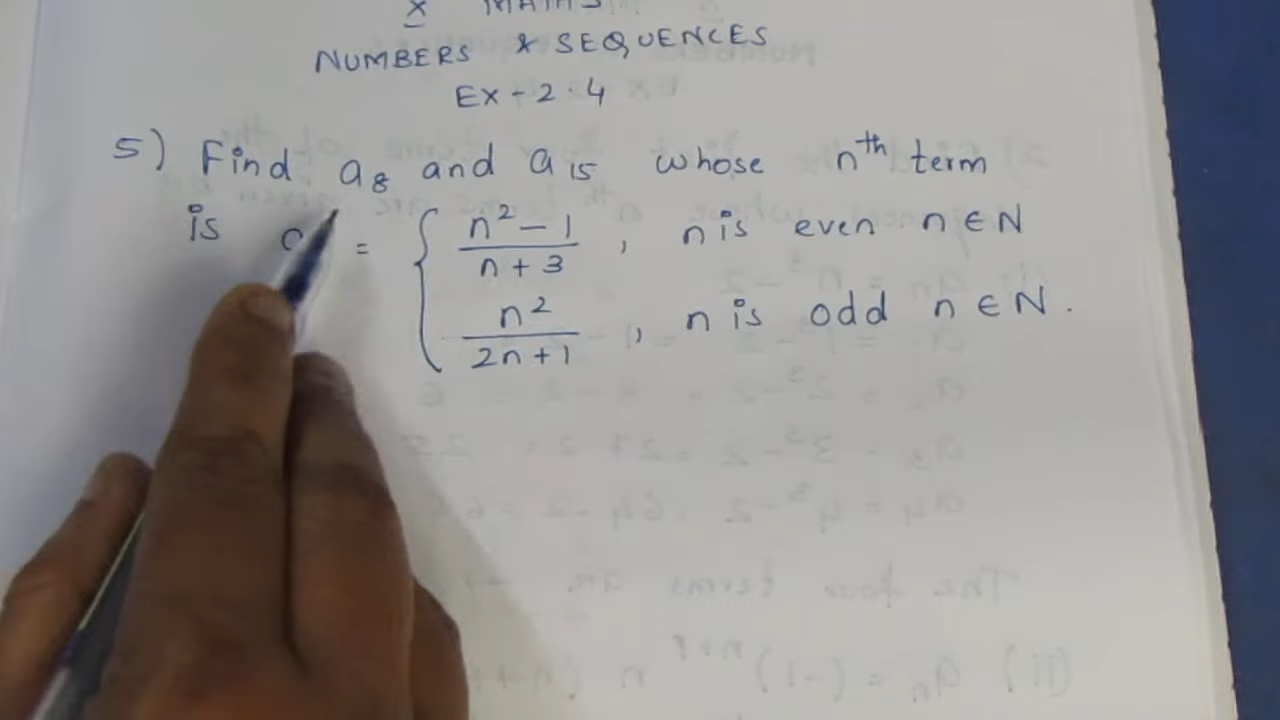 X MATHS
NUMBERS & SEQUENCES
Ex - 2.4
5) Find a₈ and a₁₅ whose nᵗʰ term
is a = { (n² - 1)/(n + 3) , n is even n ∈ N
n²/(2n + 1) , n is odd n ∈ N.